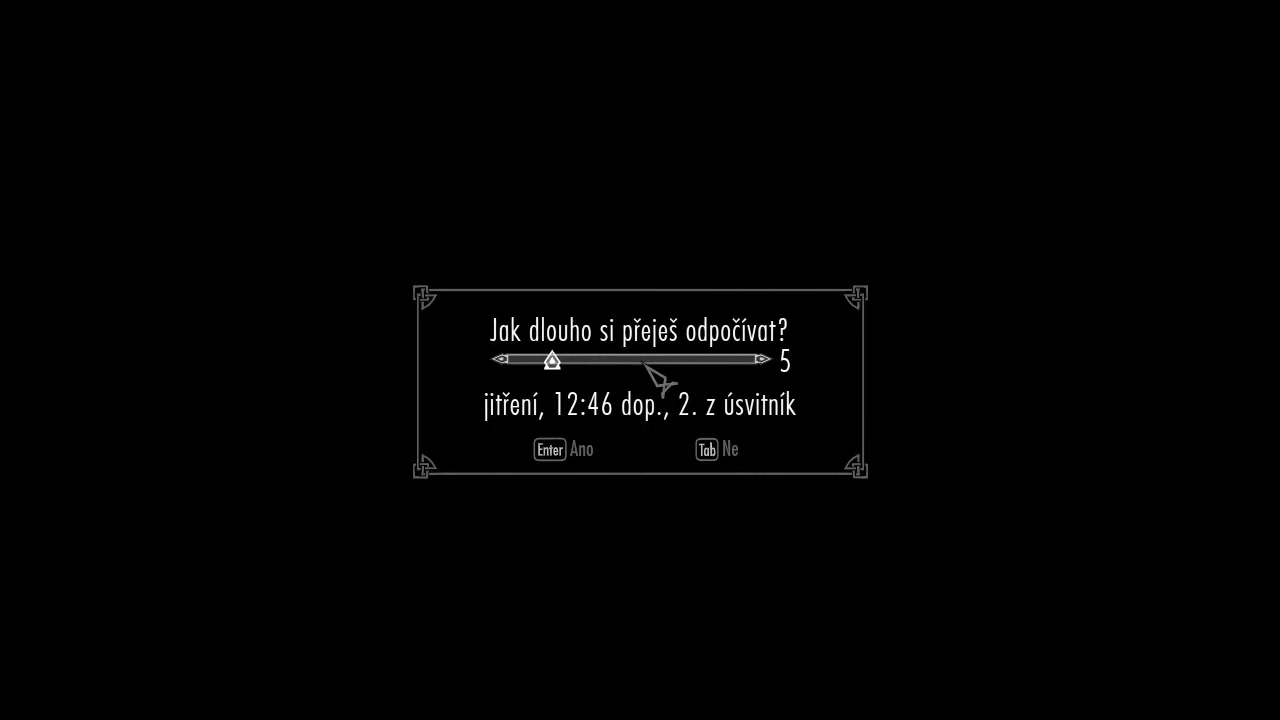 Jak dlouho si přeješ odpočívat?
5
jitření, 12:46 dop., 2. z úsvitník
Enter Ano Tab Ne